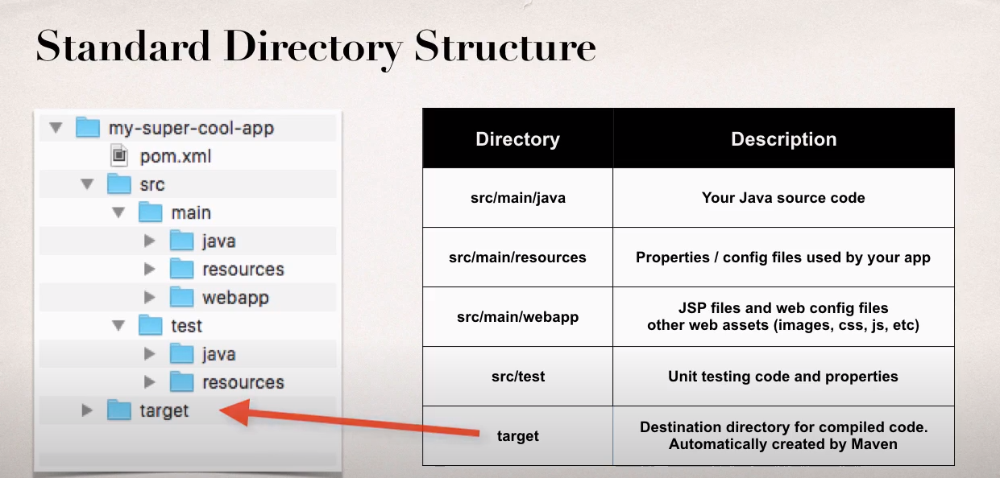 Standard Directory Structure
my-super-cool-app
pom.xml
src
main
java
resources
webapp
test
java
resources
target
Directory
Description
src/main/java
Your Java source code
src/main/resources
Properties / config files used by your app
src/main/webapp
JSP files and web config files
other web assets (images, css, js, etc)
src/test
Unit testing code and properties
target
Destination directory for compiled code.
Automatically created by Maven